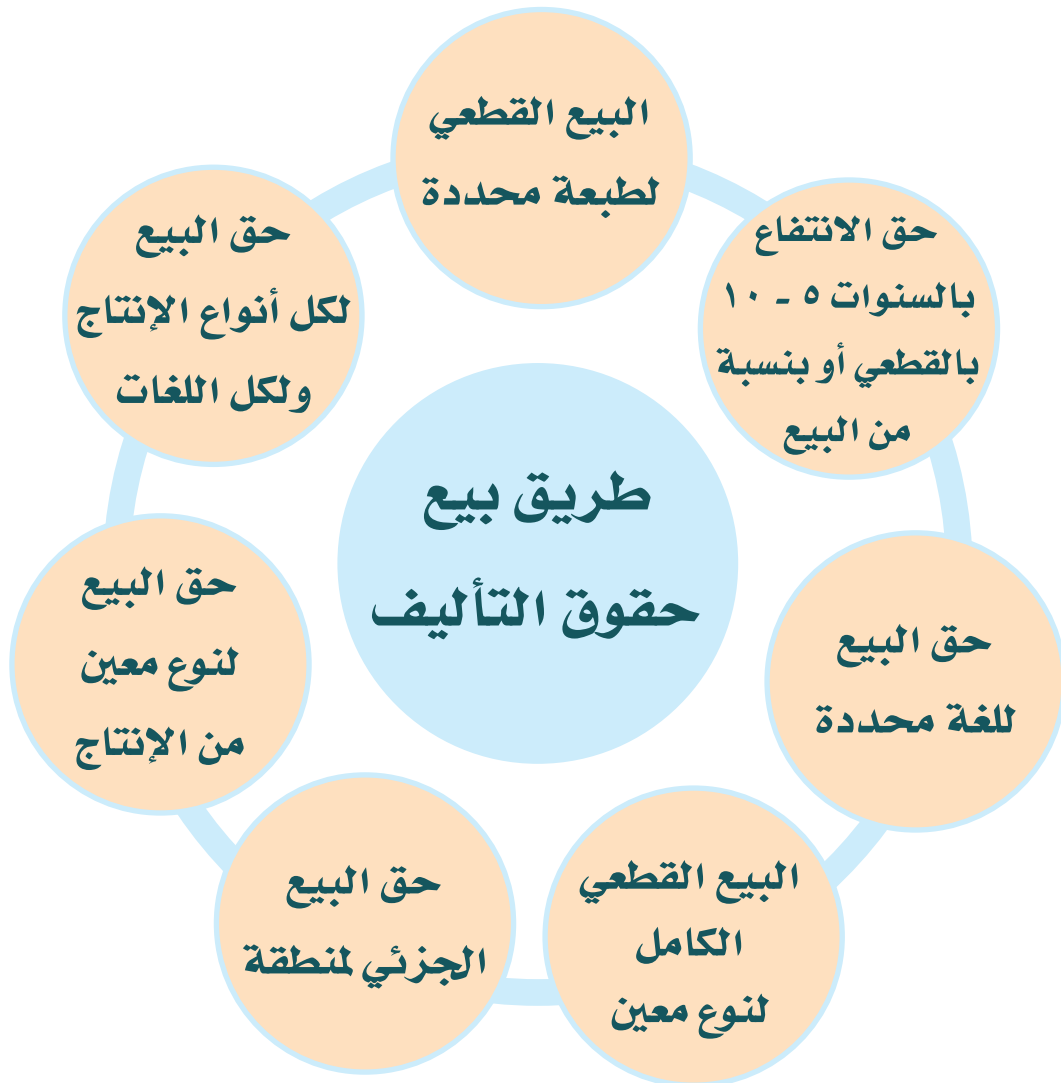 طريق بيع
حقوق التأليف
البيع القطعي
لطبعة محددة
حق الانتفاع
بالسنوات ٥ - ١٠
بالقطعي أو بنسبة
من البيع
حق البيع
للغة محددة
البيع القطعي
الكامل
لنوع معين
حق البيع
الجزئي لمنطقة
حق البيع
لنوع معين
من الإنتاج
حق البيع
لكل أنواع الإنتاج
ولكل اللغات